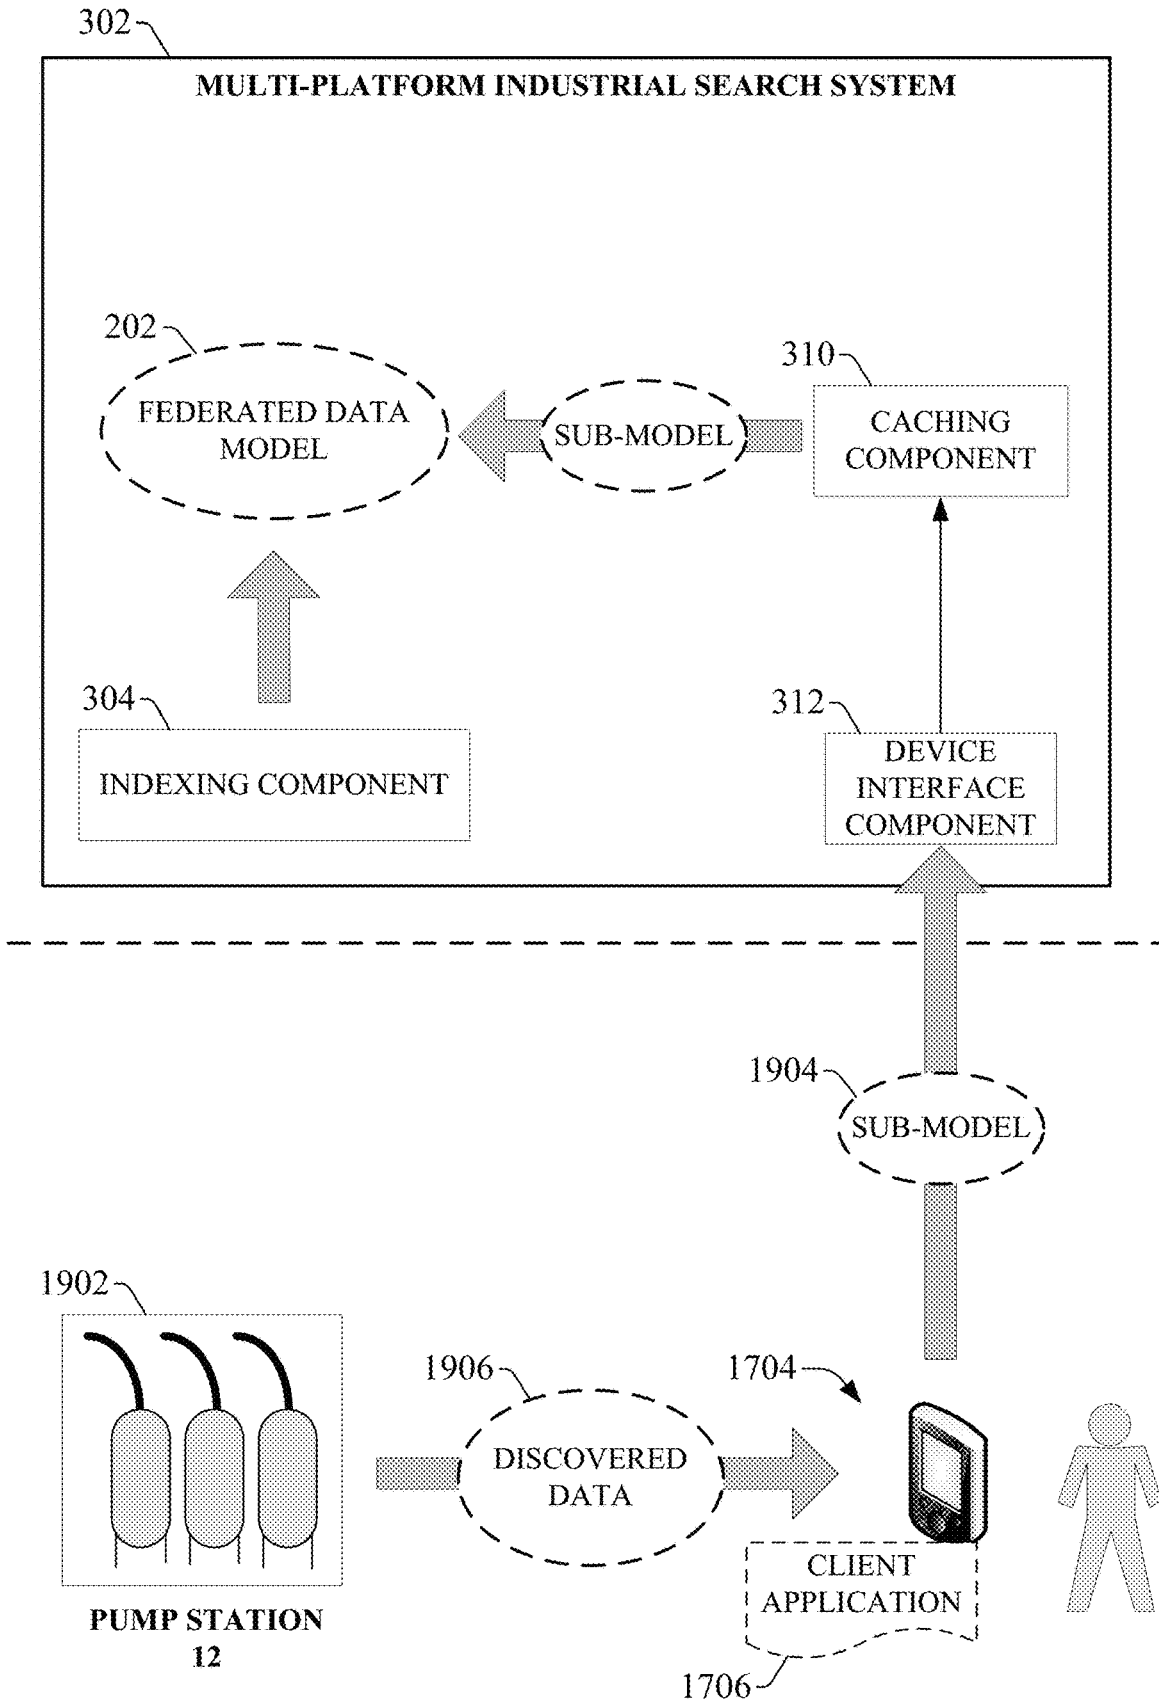 302
MULTI-PLATFORM INDUSTRIAL SEARCH SYSTEM
202
FEDERATED DATA
MODEL
SUB-MODEL
310
CACHING
COMPONENT
304
INDEXING COMPONENT
312
DEVICE
INTERFACE
COMPONENT
1904
SUB-MODEL
1902
PUMP STATION
12
1906
DISCOVERED
DATA
1704
CLIENT
APPLICATION
1706